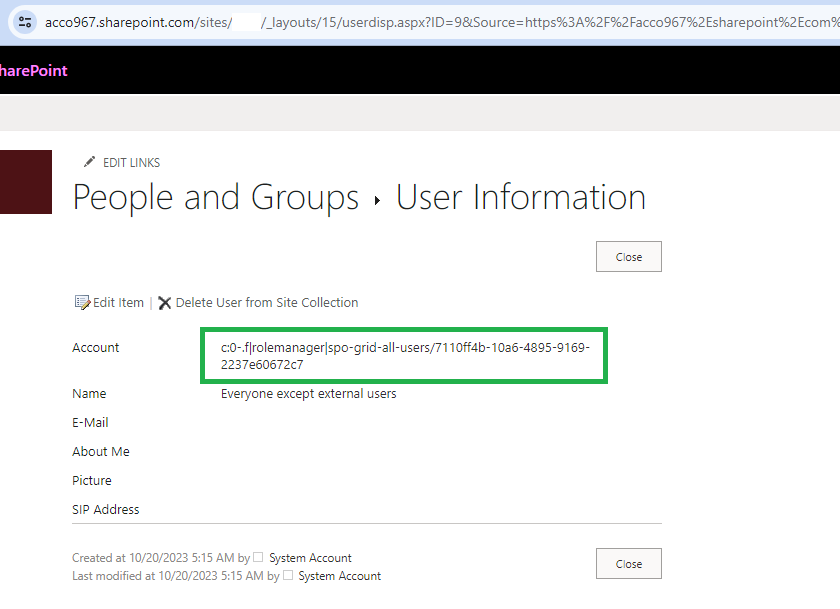 acco967.sharepoint.com/sites/ /_layouts/15/userdisp.aspx?ID=9&Source=https%3A%2F%2Facco967%2Esharepoint%2Ecom%
harePoint
EDIT LINKS
People and Groups ▸ User Information
Close
Edit Item | Delete User from Site Collection
Account c:0-.f|rolemanager|spo-grid-all-users/7110ff4b-10a6-4895-9169-
2237e60672c7
Name Everyone except external users
E-Mail
About Me
Picture
SIP Address
Created at 10/20/2023 5:15 AM by System Account
Last modified at 10/20/2023 5:15 AM by System Account
Close